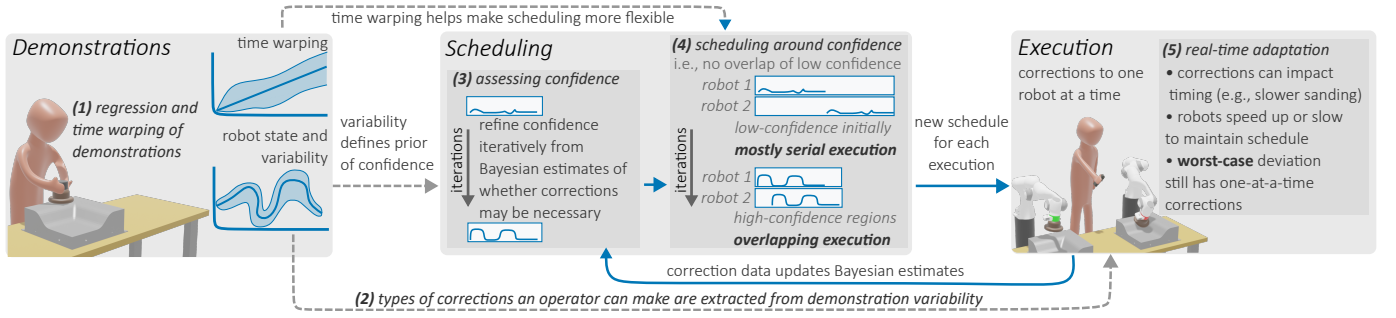 time warping helps make scheduling more flexible
Demonstrations
time warping
(1) regression and
time warping of
demonstrations
robot state and
variability
variability
defines prior
of confidence
Scheduling
(3) assessing confidence
iterations
refine confidence
iteratively from
Bayesian estimates of
whether corrections
may be necessary
(4) scheduling around confidence
i.e., no overlap of low confidence
robot 1
robot 2
low-confidence initially
mostly serial execution
iterations
robot 1
robot 2
high-confidence regions
overlapping execution
new schedule
for each
execution
Execution
corrections to one
robot at a time
(5) real-time adaptation
• corrections can impact
timing (e.g., slower sanding)
• robots speed up or slow
to maintain schedule
• worst-case deviation
still has one-at-a-time
corrections
correction data updates Bayesian estimates
(2) types of corrections an operator can make are extracted from demonstration variability